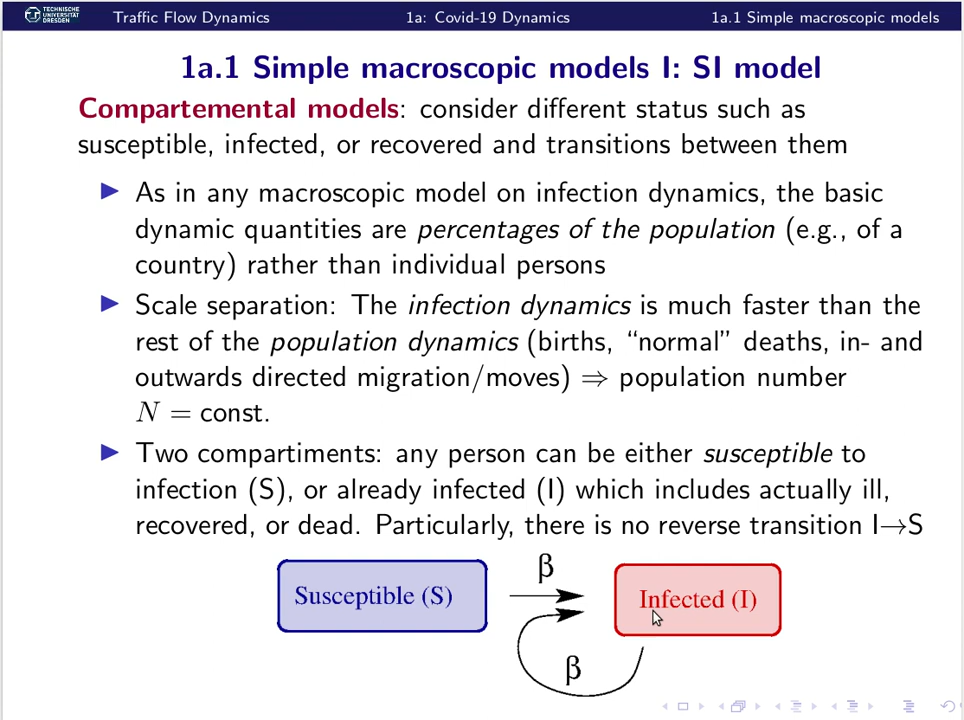 TECHNISCHE
UNIVERSITÄT
DRESDEN
Traffic Flow Dynamics
1a: Covid-19 Dynamics
1a.1 Simple macroscopic models
1a.1 Simple macroscopic models I: SI model
Compartemental models: consider different status such as
susceptible, infected, or recovered and transitions between them
As in any macroscopic model on infection dynamics, the basic
dynamic quantities are percentages of the population (e.g., of a
country) rather than individual persons
Scale separation: The infection dynamics is much faster than the
rest of the population dynamics (births, “normal” deaths, in- and
outwards directed migration/moves) ⇒ population number
N = const.
Two compartiments: any person can be either susceptible to
infection (S), or already infected (I) which includes actually ill,
recovered, or dead. Particularly, there is no reverse transition I→S
β
Susceptible (S)
Infected (I)
β